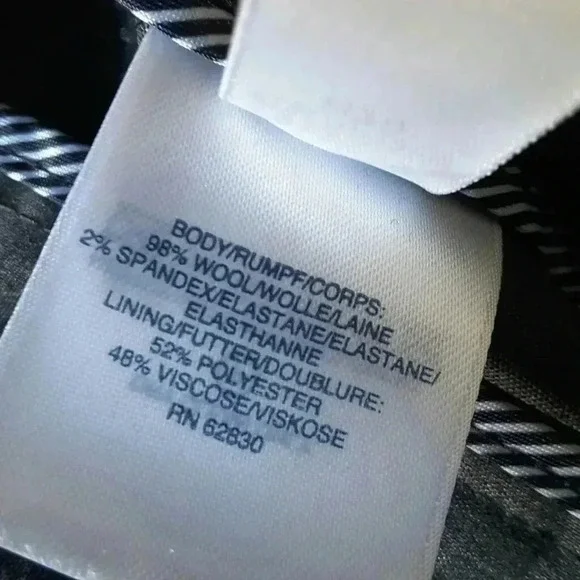 BODY/RUMPF/CORPS:
98% WOOL/WOLLE/LAINE
2% SPANDEX/ELASTANE/ELASTANE/
ELASTHANNE
LINING/FUTTER/DOUBLURE:
52% POLYESTER
48% VISCOSE/VISKOSE
RN 62830